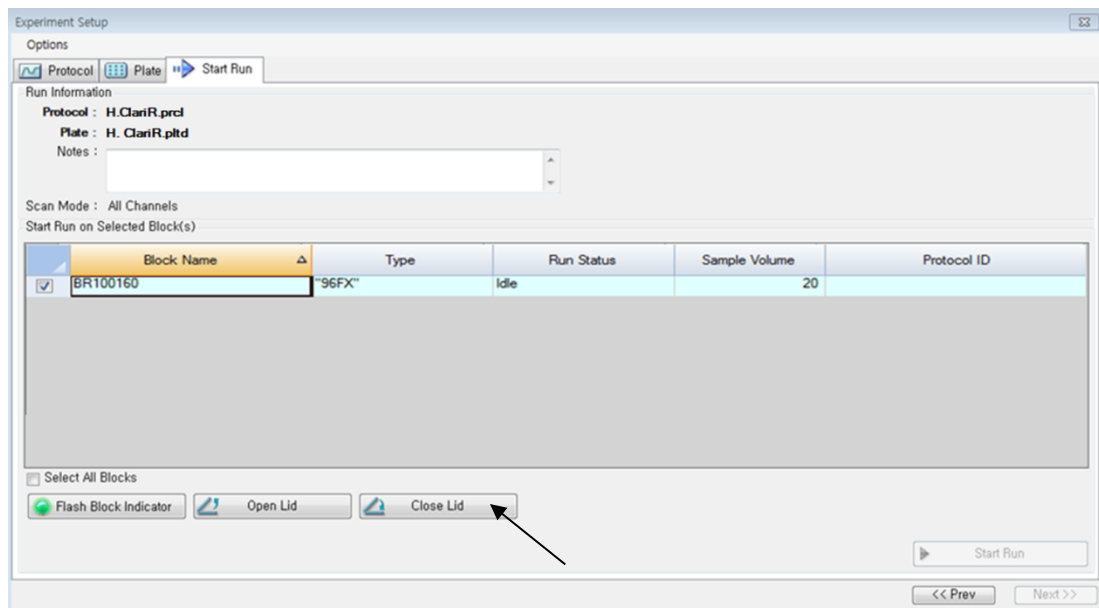 Experiment Setup
Options
Protocol Plate Start Run
Run Information
Protocol : H.ClariR.prcl
Plate : H. ClariR.pltd
Notes :
Scan Mode : All Channels
Start Run on Selected Block(s)
Block Name Type Run Status Sample Volume Protocol ID
BR100160 "96FX" Idle 20
Select All Blocks
Flash Block Indicator Open Lid Close Lid
Start Run
<< Prev Next >>